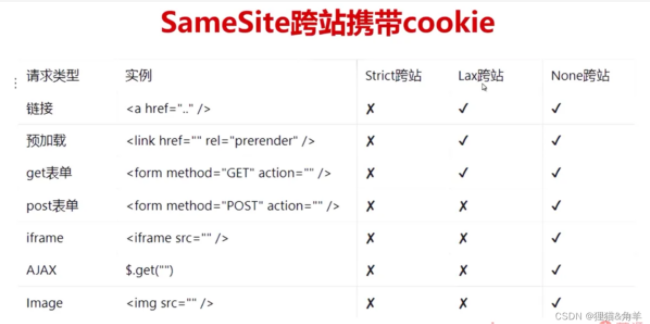 SameSite跨站携带cookie
请求类型 实例 Strict跨站 Lax跨站 None跨站
链接 <a href=".." /> ✗ ✓ ✓
预加载 <link href="" rel="prerender" /> ✗ ✓ ✓
get表单 <form method="GET" action="" /> ✗ ✓ ✓
post表单 <form method="POST" action="" /> ✗ ✗ ✓
iframe <iframe src="" /> ✗ ✗ ✓
AJAX $.get("") ✗ ✗ ✓
Image <img src="" /> ✗ ✗ ✓
CSDN @狸猫&角羊